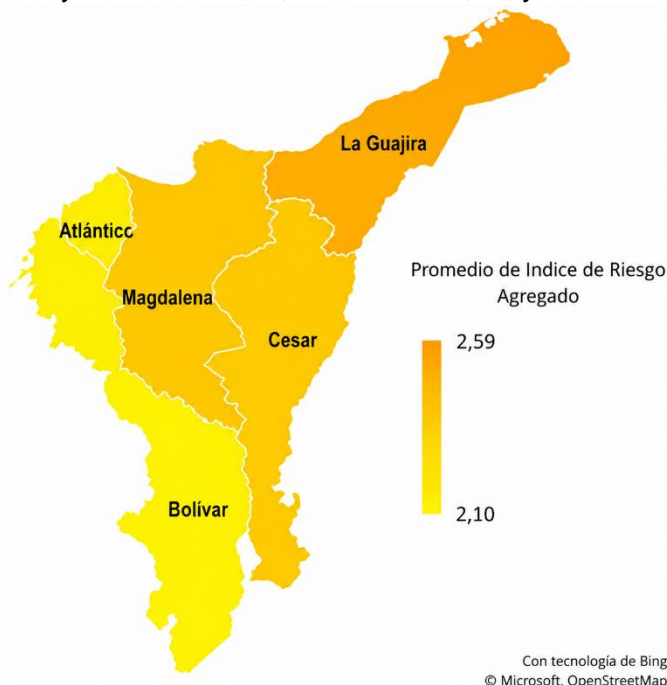 La Guajira
Atlántico
Magdalena
Cesar
Bolívar
Promedio de Indice de Riesgo
Agregado
2,59
2,10
Con tecnología de Bing
© Microsoft, OpenStreetMap